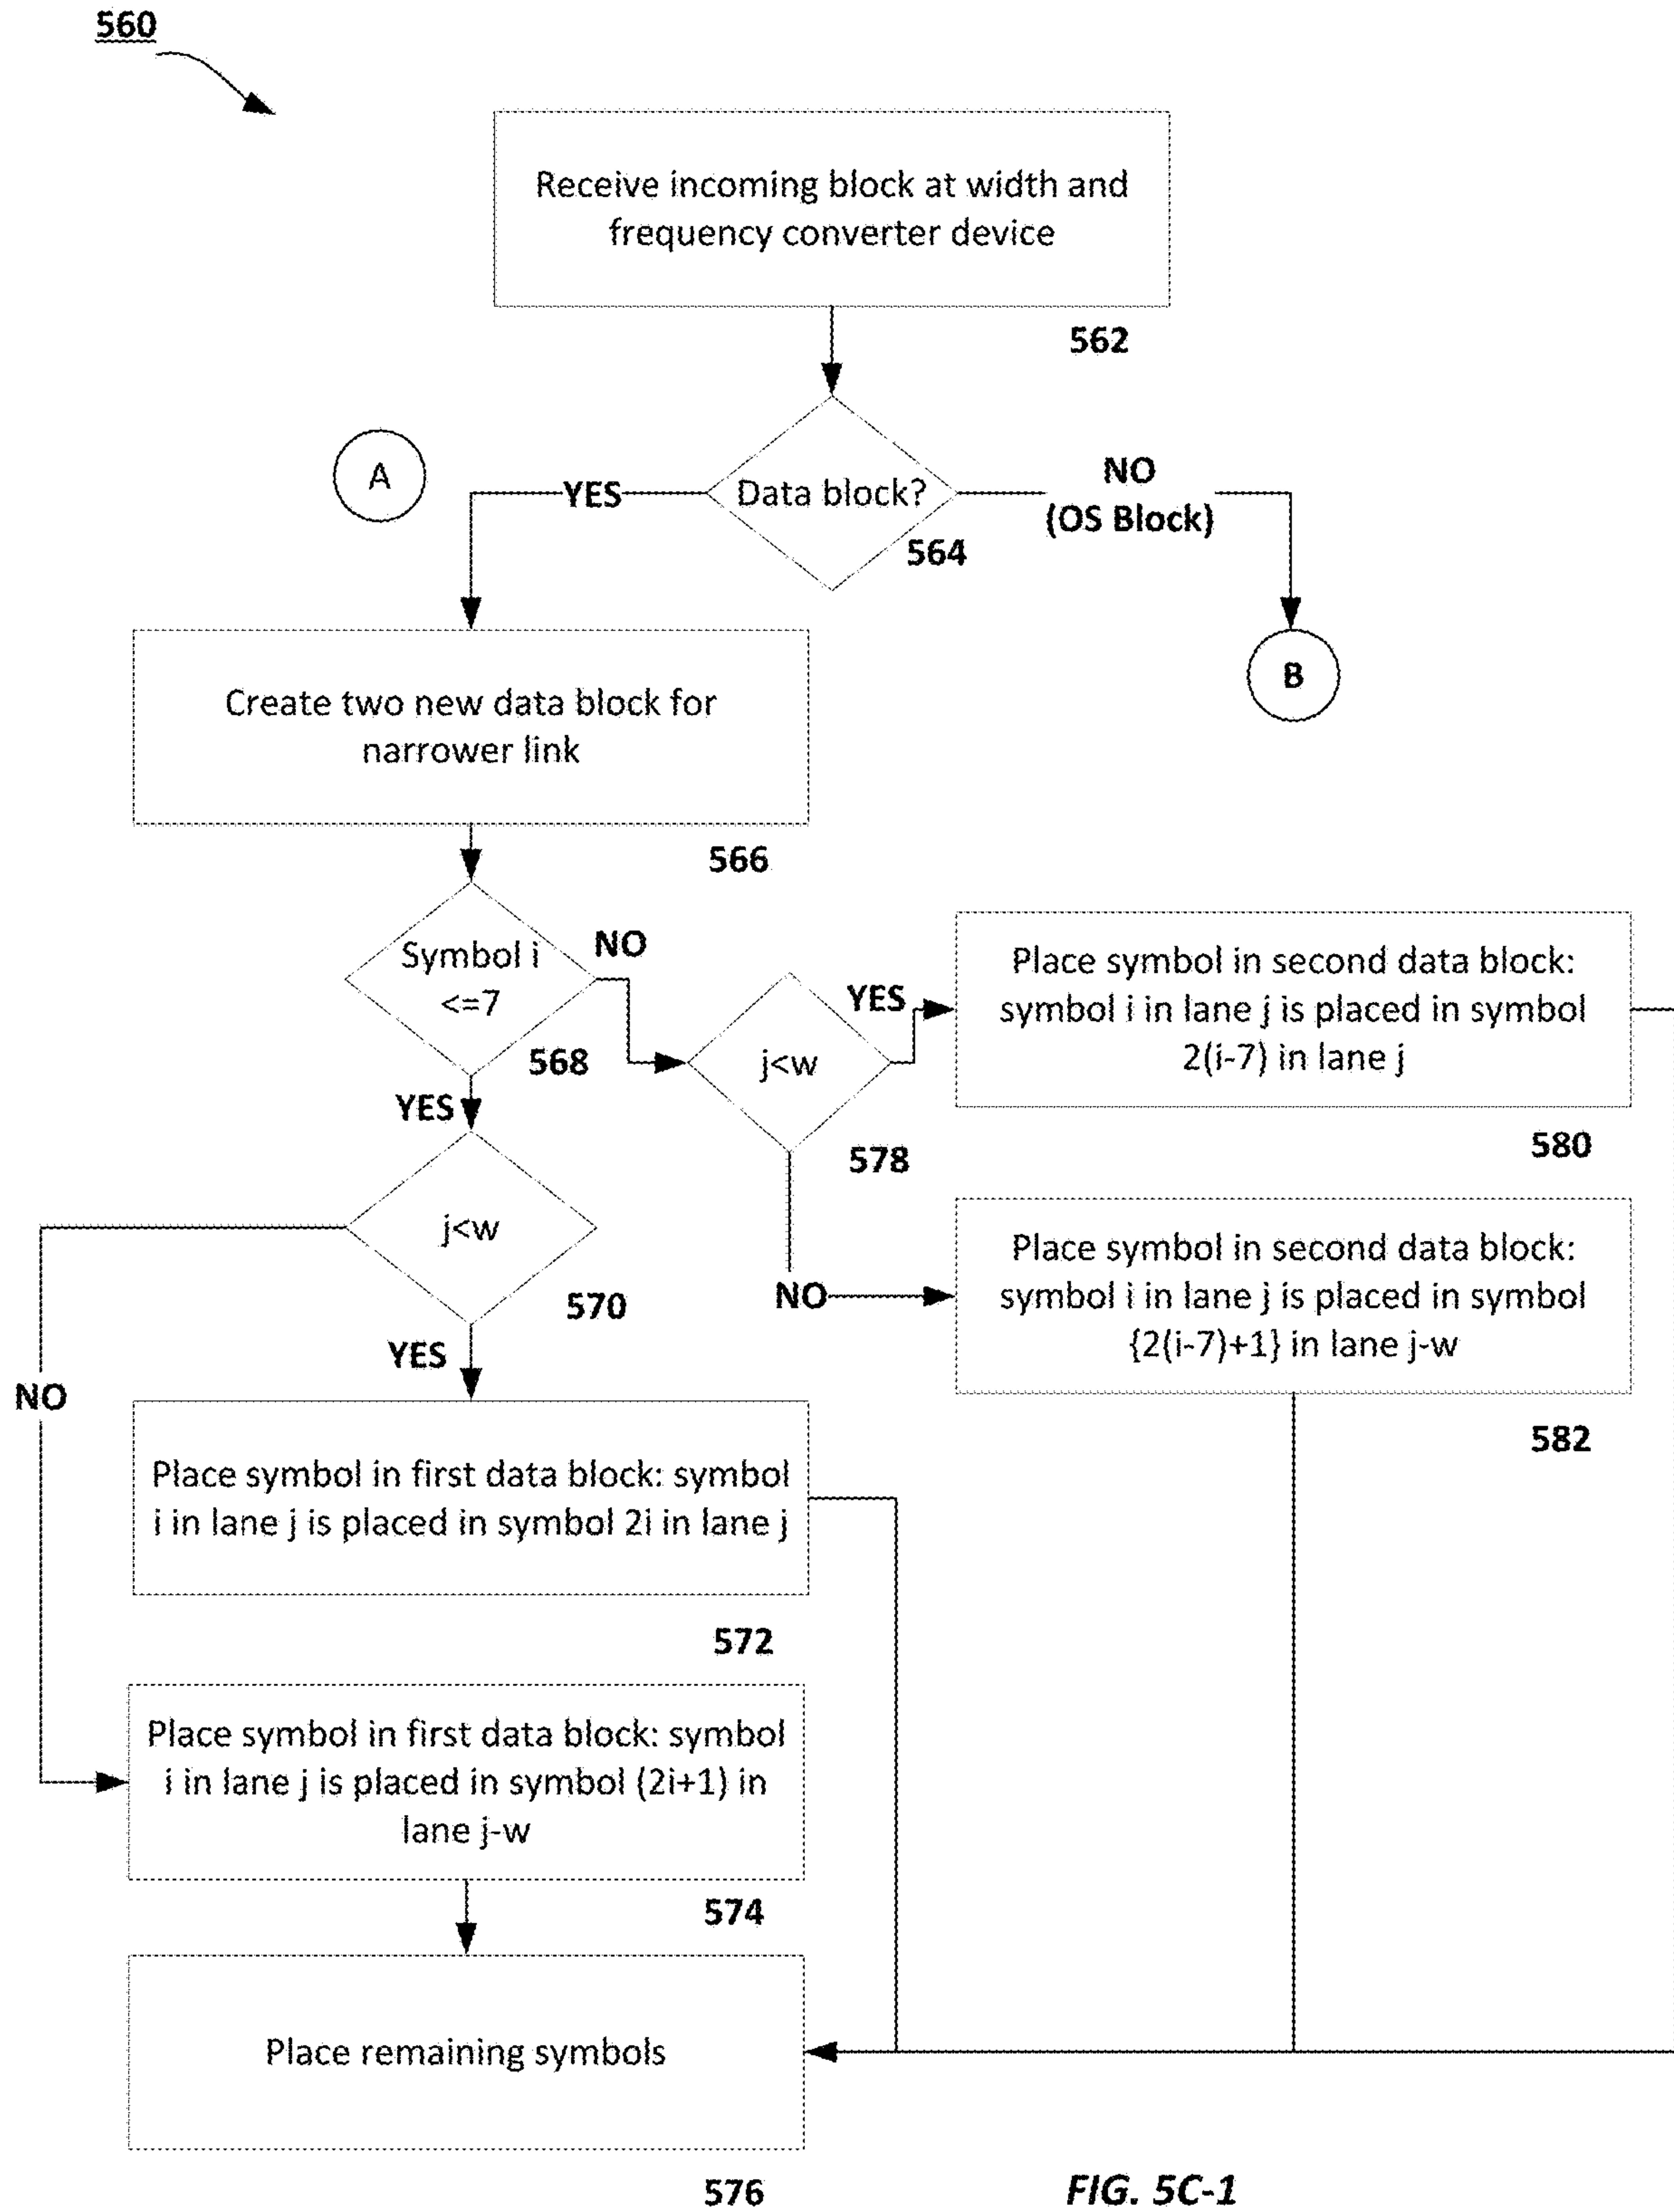 560
Receive incoming block at width and
frequency converter device
562
A
YES
Data block?
NO
(OS Block)
564
B
Create two new data block for
narrower link
566
Symbol i
<=7
NO
568
YES
j<w
YES
578
Place symbol in second data block:
symbol i in lane j is placed in symbol
2(i-7) in lane j
580
j<w
570
NO
YES
NO
Place symbol in second data block:
symbol i in lane j is placed in symbol
{2(i-7)+1} in lane j-w
582
Place symbol in first data block: symbol
i in lane j is placed in symbol 2i in lane j
572
Place symbol in first data block: symbol
i in lane j is placed in symbol (2i+1) in
lane j-w
574
Place remaining symbols
576
FIG. 5C-1